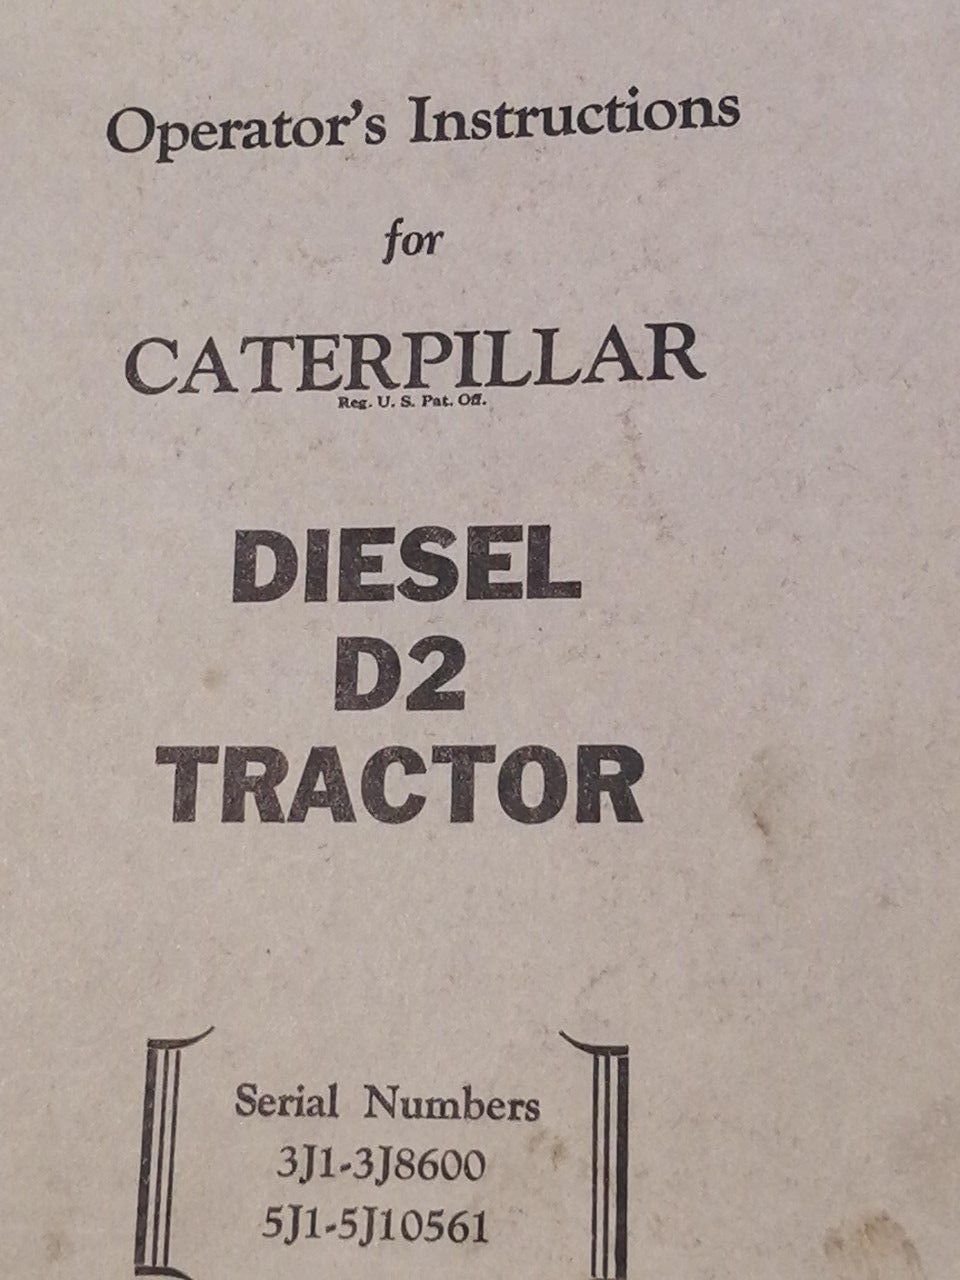 Operator's Instructions
for
CATERPILLAR
Reg. U. S. Pat. Off.
DIESEL
D2
TRACTOR
Serial Numbers
3J1-3J8600
5J1-5J10561